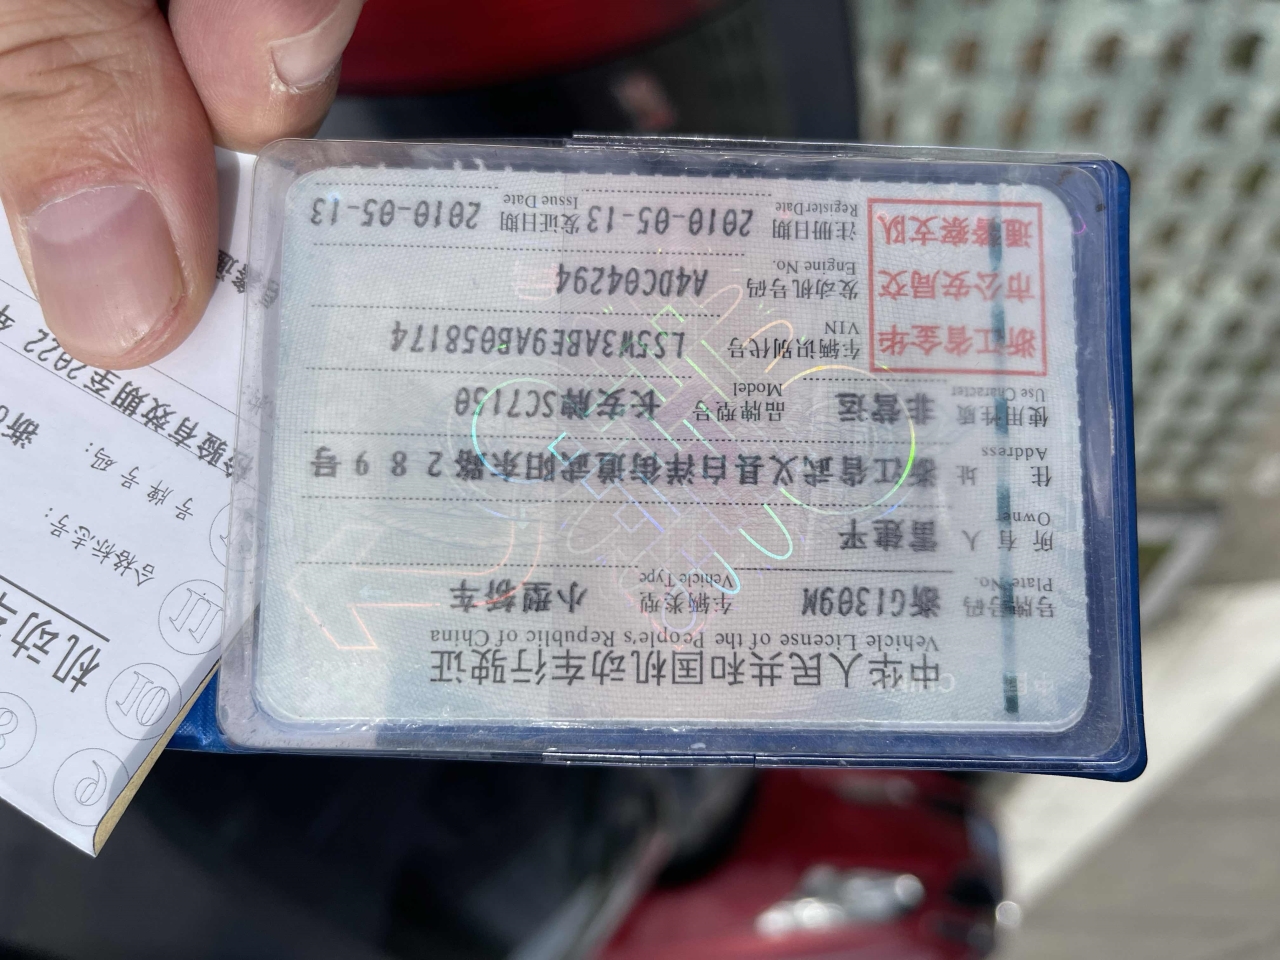 中华人民共和国机动车行驶证
Vehicle License of the People's Republic of China
号牌号码 浙G1309M 车辆类型 小型轿车
Plate No. Vehicle Type
所有人 雷建平
Owner
住址 浙江省武义县白洋街道武阳东路289号
Address
使用性质 非营运 品牌型号 长安牌SC7130
Use Character Model
浙江省金华
市公安局交
通警察支队
车辆识别代号 LS5W3ABE9AB058174
VIN
发动机号码 A4DC04294
Engine No.
注册日期 2010-05-13 发证日期 2010-05-13
Register Date Issue Date
机动车
合格标志号：
号牌号码：
浙G
检验有效期至2022 年
9
10
11